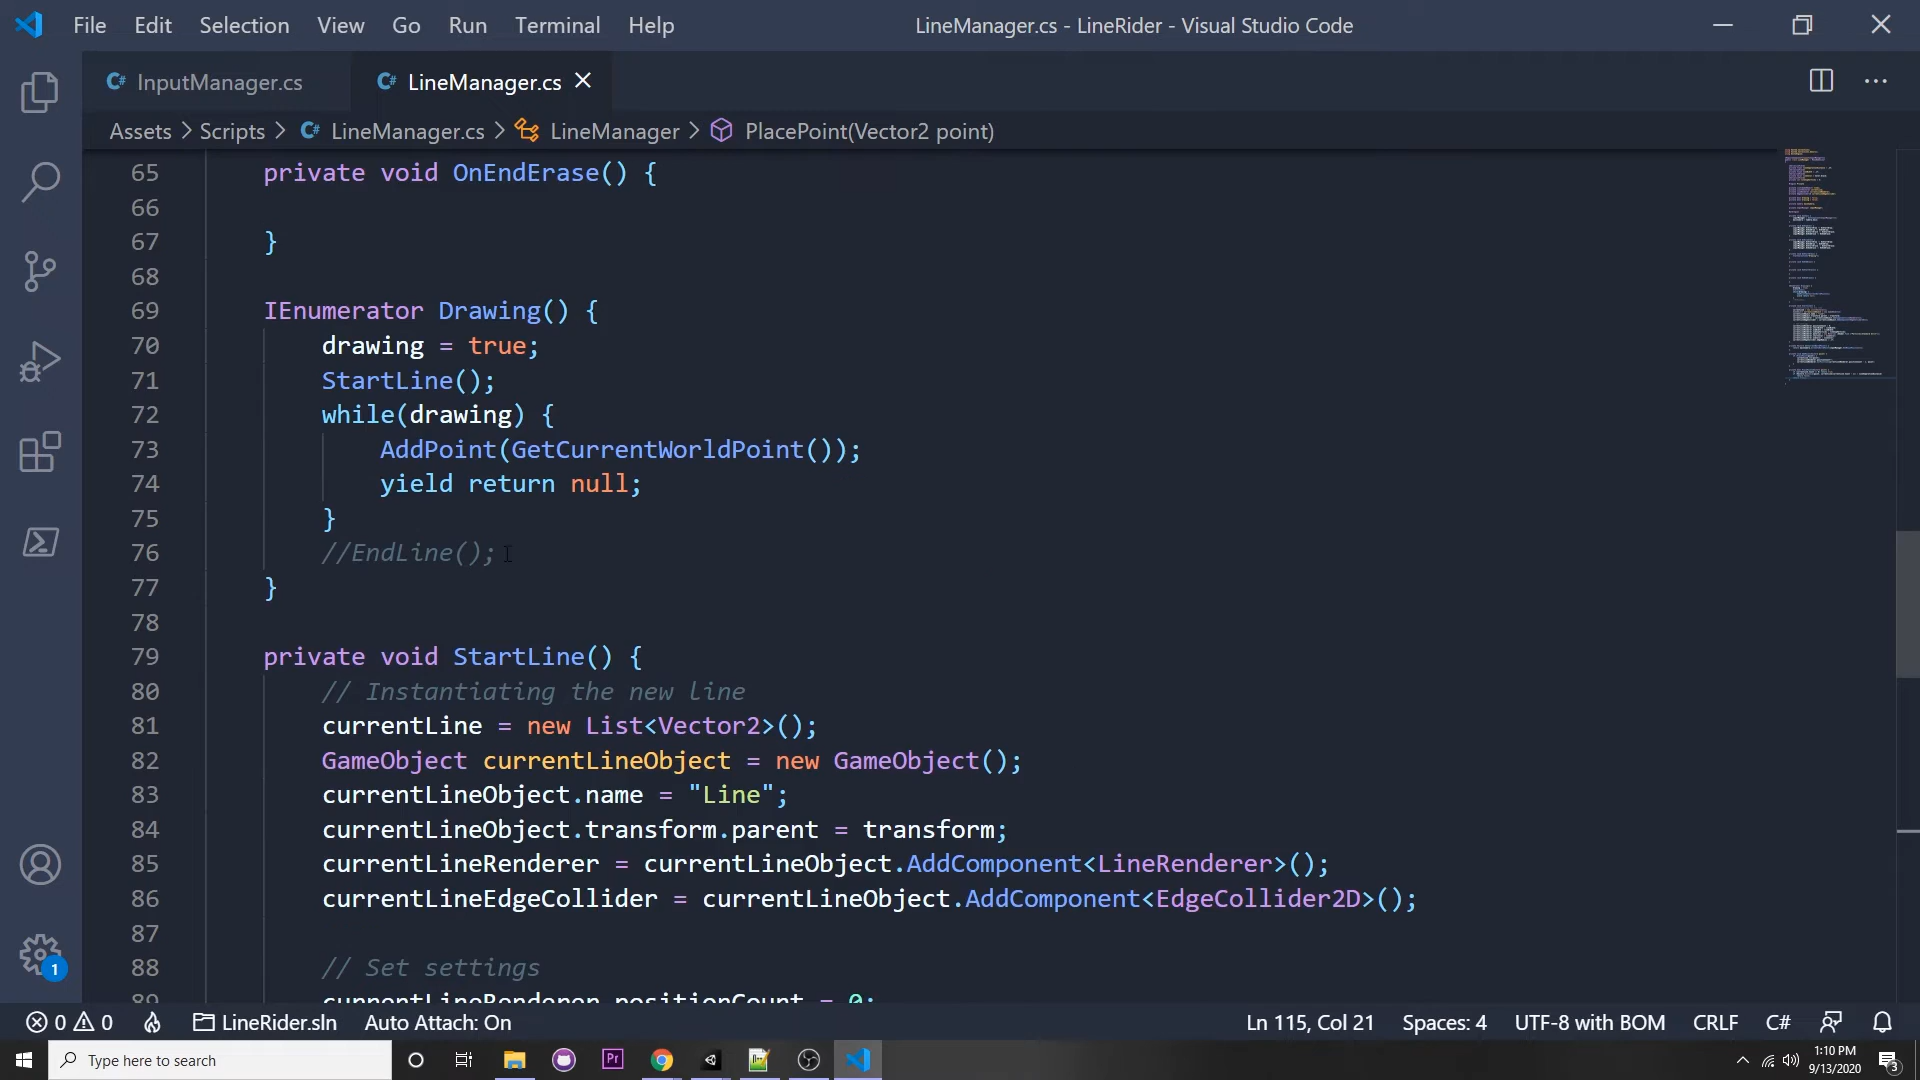 File Edit Selection View Go Run Terminal Help LineManager.cs - LineRider - Visual Studio Code
InputManager.cs LineManager.cs
Assets > Scripts > LineManager.cs > LineManager > PlacePoint(Vector2 point)
65 private void OnEndErase() {
66
67 }
68
69 IEnumerator Drawing() {
70 drawing = true;
71 StartLine();
72 while(drawing) {
73 AddPoint(GetCurrentWorldPoint());
74 yield return null;
75 }
76 //EndLine();
77 }
78
79 private void StartLine() {
80 // Instantiating the new line
81 currentLine = new List<Vector2>();
82 GameObject currentLineObject = new GameObject();
83 currentLineObject.name = "Line";
84 currentLineObject.transform.parent = transform;
85 currentLineRenderer = currentLineObject.AddComponent<LineRenderer>();
86 currentLineEdgeCollider = currentLineObject.AddComponent<EdgeCollider2D>();
87
88 // Set settings
89 currentLineRenderer.positionCount = 0;
1
0 0 LineRider.sln Auto Attach: On Ln 115, Col 21 Spaces: 4 UTF-8 with BOM CRLF C#
Type here to search
1:10 PM
9/13/2020
3